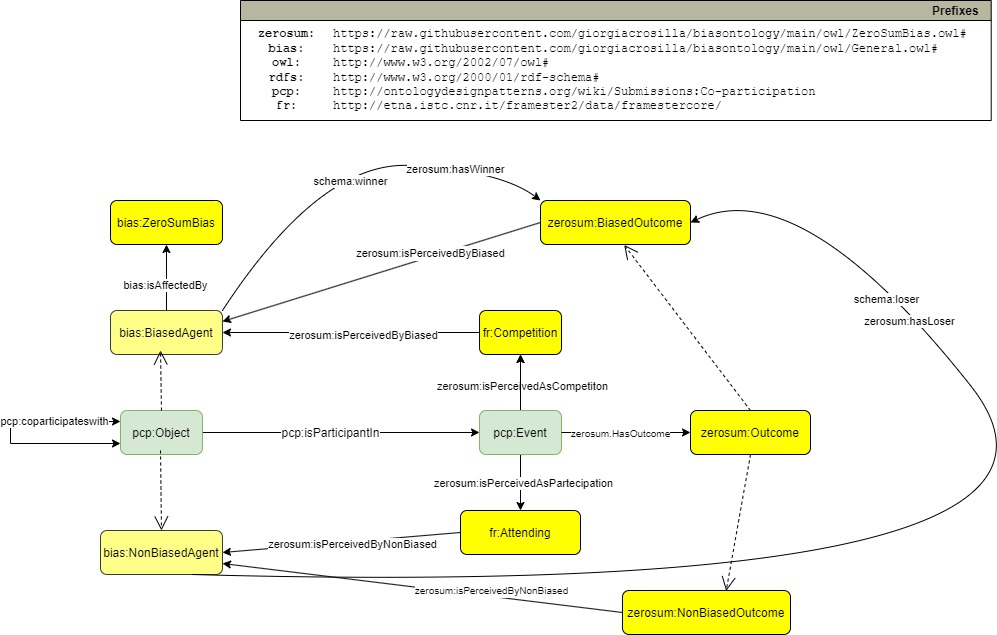 Prefixes
zerosum: https://raw.githubusercontent.com/giorgiacrosilla/biasontology/main/owl/ZeroSumBias.owl#
bias: https://raw.githubusercontent.com/giorgiacrosilla/biasontology/main/owl/General.owl#
owl: http://www.w3.org/2002/07/owl#
rdfs: http://www.w3.org/2000/01/rdf-schema#
pcp: http://ontologydesignpatterns.org/wiki/Submissions:Co-participation
fr: http://etna.istc.cnr.it/framester2/data/framestercore/
zerosum:hasWinner
schema:winner
bias:ZeroSumBias
zerosum:BiasedOutcome
zerosum:isPerceivedByBiased
bias:isAffectedBy
schema:loser
zerosum:hasLoser
bias:BiasedAgent
zerosum:isPerceivedByBiased
fr:Competition
zerosum:isPerceivedAsCompetiton
pcp:coparticipateswith
pcp:Object
pcp:isParticipantIn
pcp:Event
zerosum.HasOutcome
zerosum:Outcome
zerosum:isPerceivedAsPartecipation
fr:Attending
zerosum:isPerceivedByNonBiased
bias:NonBiasedAgent
zerosum:isPerceivedByNonBiased
zerosum:NonBiasedOutcome